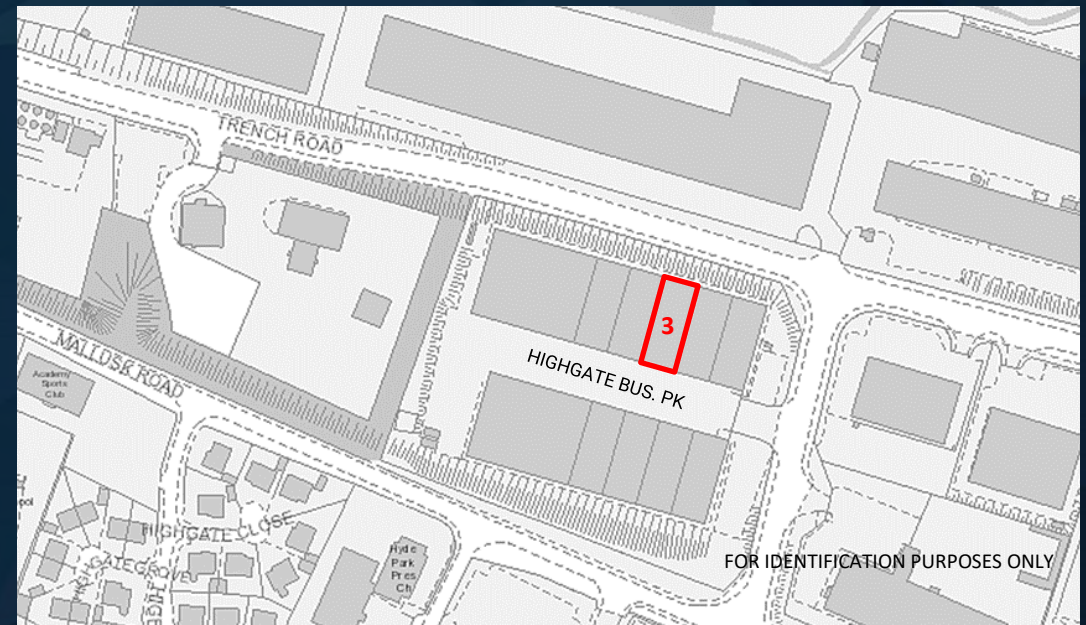 TRENCH ROAD
3
HIGHGATE BUS. PK
MALLUSK ROAD
Academy
Sports
Club
HIGHGATE CLOSE
Hyde
Park
Pres
Ch
FOR IDENTIFICATION PURPOSES ONLY